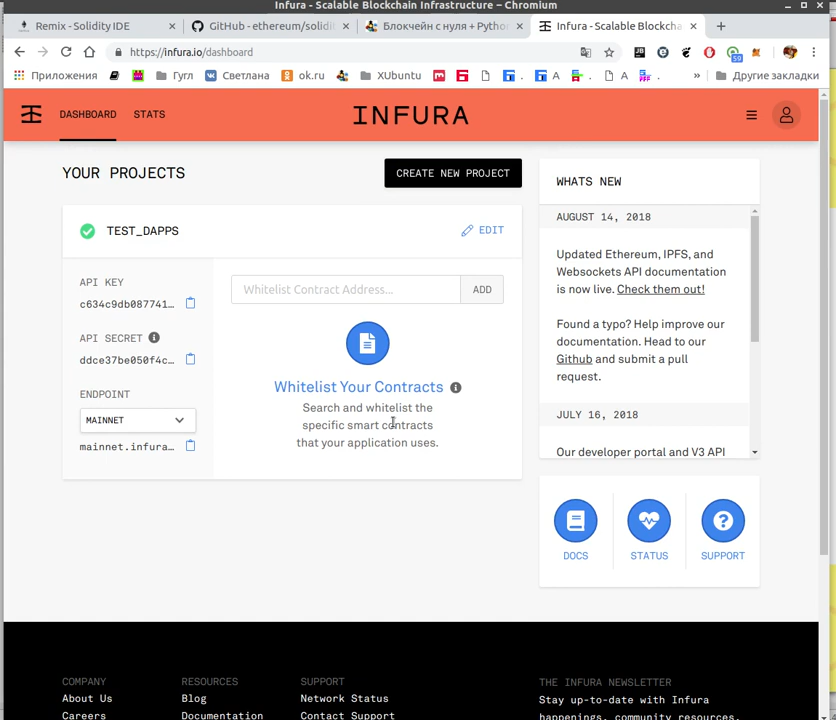 Infura - Scalable Blockchain Infrastructure – Chromium
Remix - Solidity IDE
GitHub - ethereum/solidi
Блокчейн с нуля + Python
Infura - Scalable Blockcha
https://infura.io/dashboard
59
Приложения
Гугл
Светлана
ok.ru
XUbuntu
A
A
»
Другие закладки
DASHBOARD
STATS
INFURA
YOUR PROJECTS
CREATE NEW PROJECT
TEST_DAPPS
EDIT
API KEY
c634c9db087741…
API SECRET
ddce37be050f4c…
ENDPOINT
MAINNET
mainnet.infura…
Whitelist Contract Address...
ADD
Whitelist Your Contracts
Search and whitelist the
specific smart contracts
that your application uses.
WHATS NEW
AUGUST 14, 2018
Updated Ethereum, IPFS, and
Websockets API documentation
is now live. Check them out!
Found a typo? Help improve our
documentation. Head to our
Github and submit a pull
request.
JULY 16, 2018
Our developer portal and V3 API
DOCS
STATUS
SUPPORT
COMPANY
About Us
Careers
RESOURCES
Blog
Documentation
SUPPORT
Network Status
Contact Support
THE INFURA NEWSLETTER
Stay up-to-date with Infura
happenings, community resources,